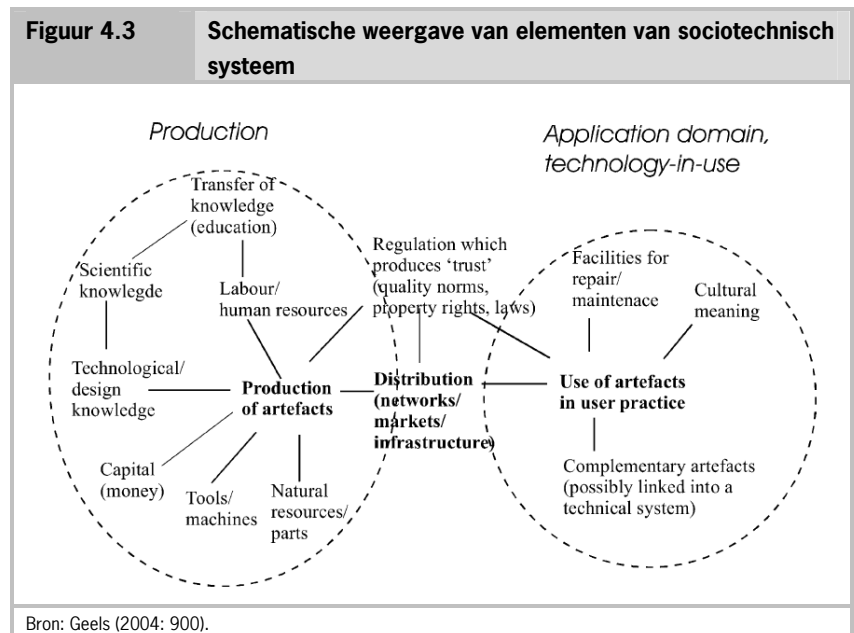 Figuur 4.3
Schematische weergave van elementen van sociotechnisch
systeem
Production
Application domain,
technology-in-use
Transfer of
knowledge
(education)
Scientific
knowlegde
Labour/
human resources
Regulation which
produces ‘trust’
(quality norms,
property rights, laws)
Facilities for
repair/
maintenace
Cultural
meaning
Technological/
design
knowledge
Production
of artefacts
Distribution
(networks/
markets/
infrastructure)
Use of artefacts
in user practice
Capital
(money)
Tools/
machines
Natural
resources/
parts
Complementary artefacts
(possibly linked into a
technical system)
Bron: Geels (2004: 900).